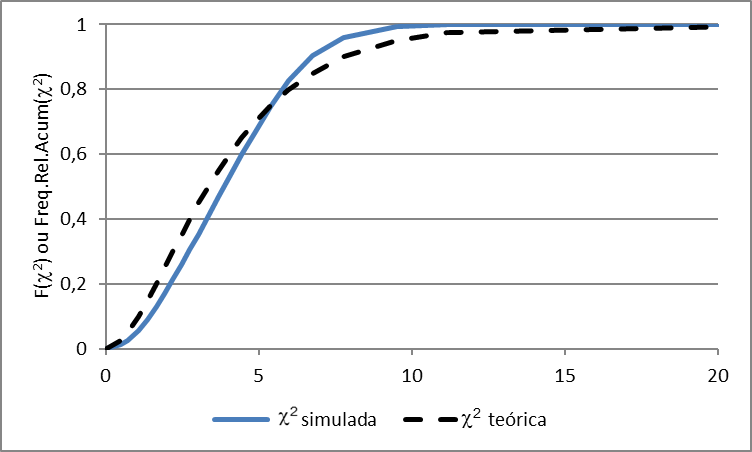 F(χ²) ou Freq.Rel.Acum(χ²)
1
0,8
0,6
0,4
0,2
0
0 5 10 15 20
χ² simulada χ² teórica